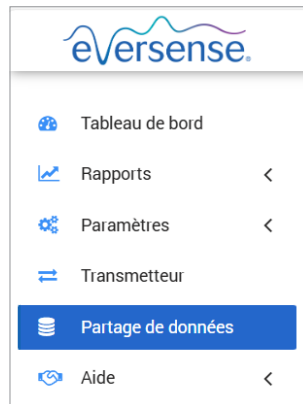 eversense.
Tableau de bord
Rapports
Paramètres
Transmetteur
Partage de données
Aide